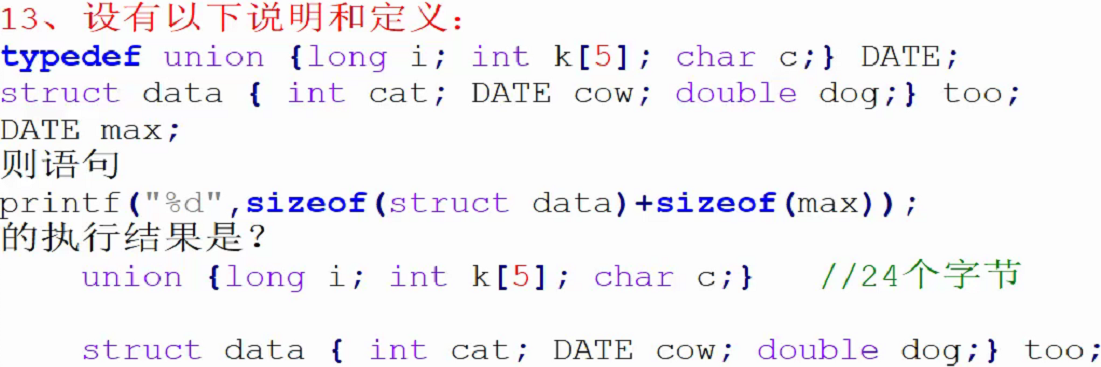 13、设有以下说明和定义：
typedef union {long i; int k[5]; char c;} DATE;
struct data { int cat; DATE cow; double dog;} too;
DATE max;
则语句
printf("%d",sizeof(struct data)+sizeof(max));
的执行结果是？
union {long i; int k[5]; char c;} //24个字节
struct data { int cat; DATE cow; double dog;} too;